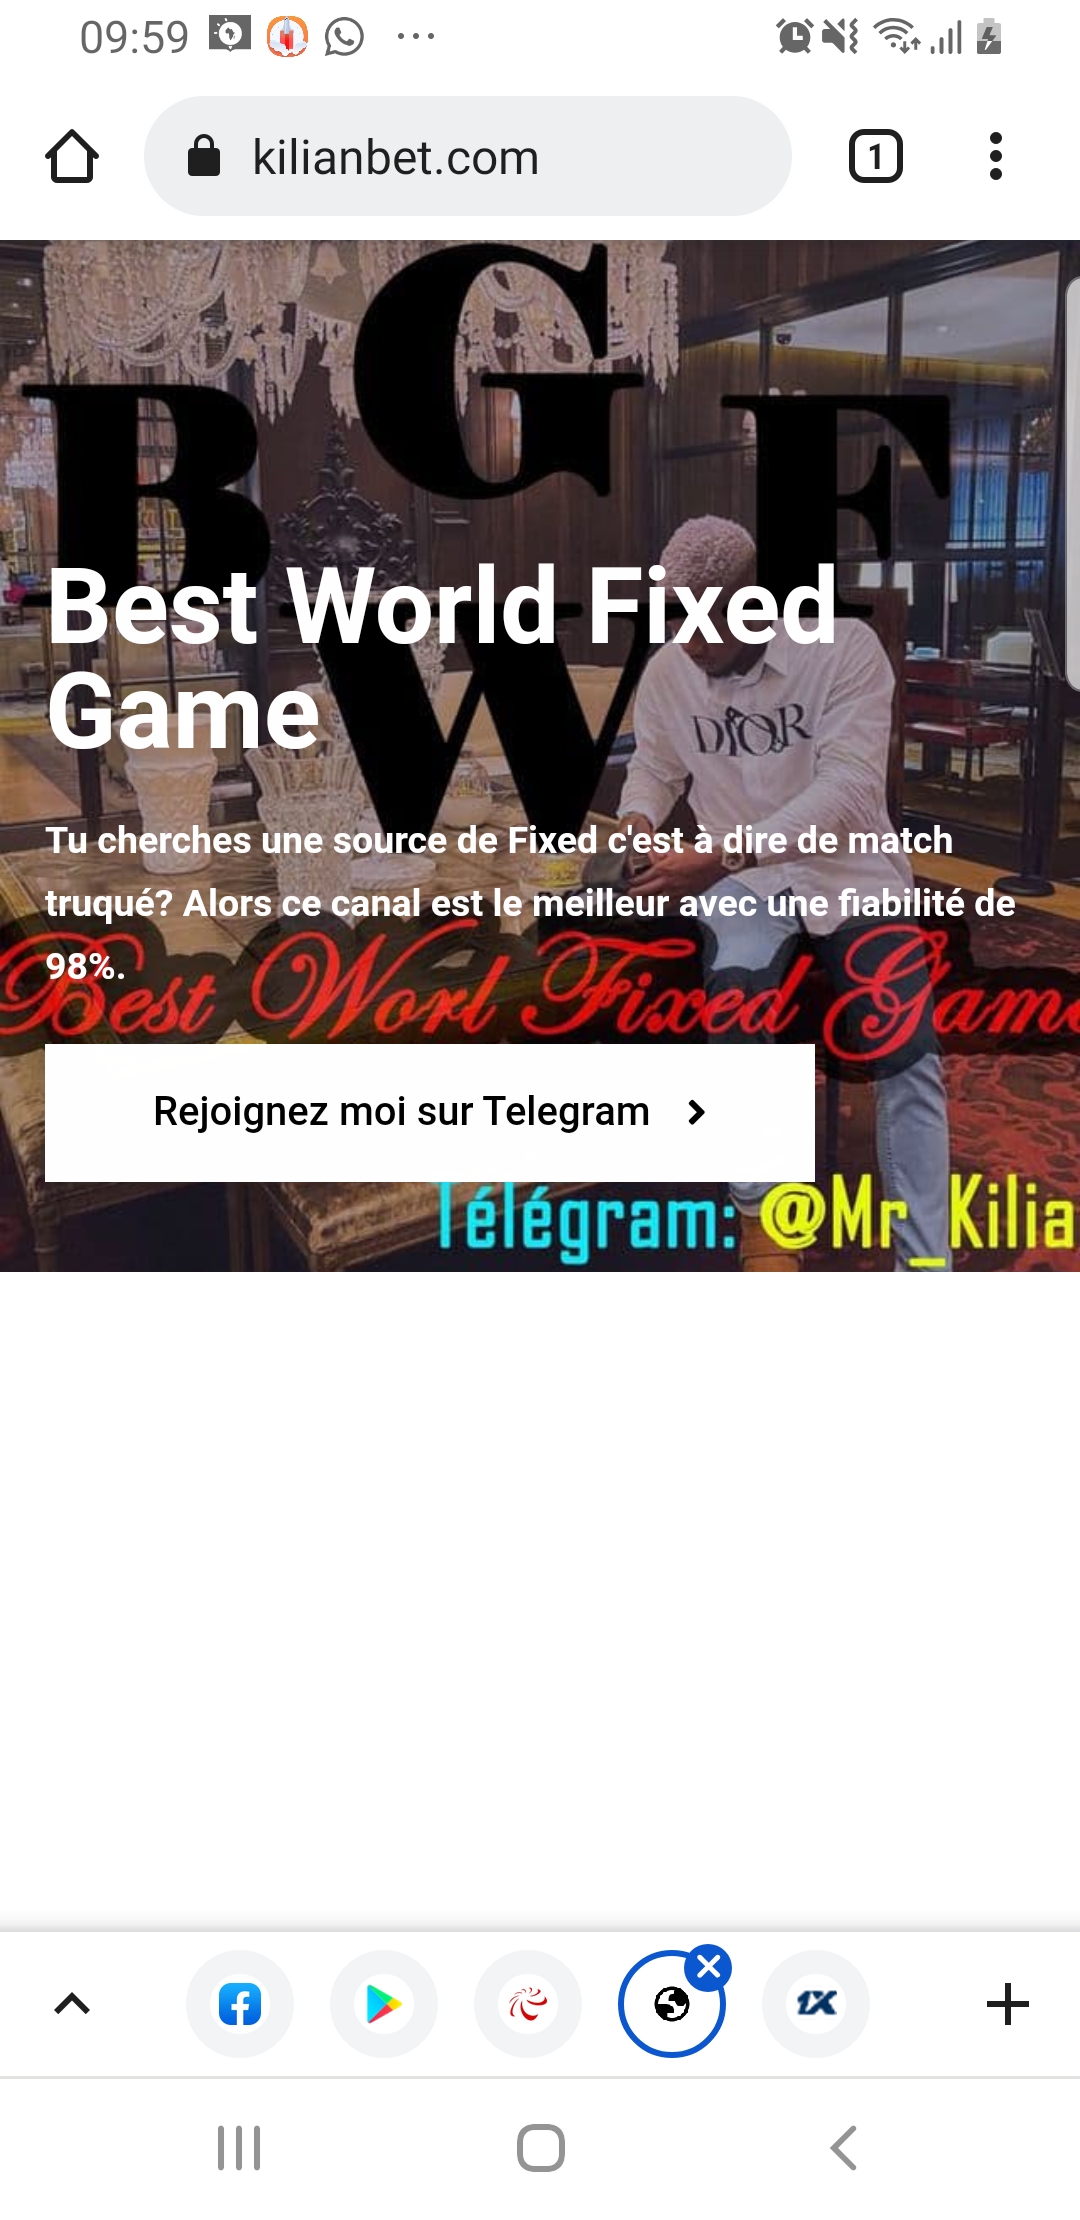 09:59
kilianbet.com
1
B G F
W
Best World Fixed
Game
DIOR
Tu cherches une source de Fixed c'est à dire de match
truqué? Alors ce canal est le meilleur avec une fiabilité de
98%.
Best Worl Fixed Game
Rejoignez moi sur Telegram
Télégram: @Mr_Kilia
1X